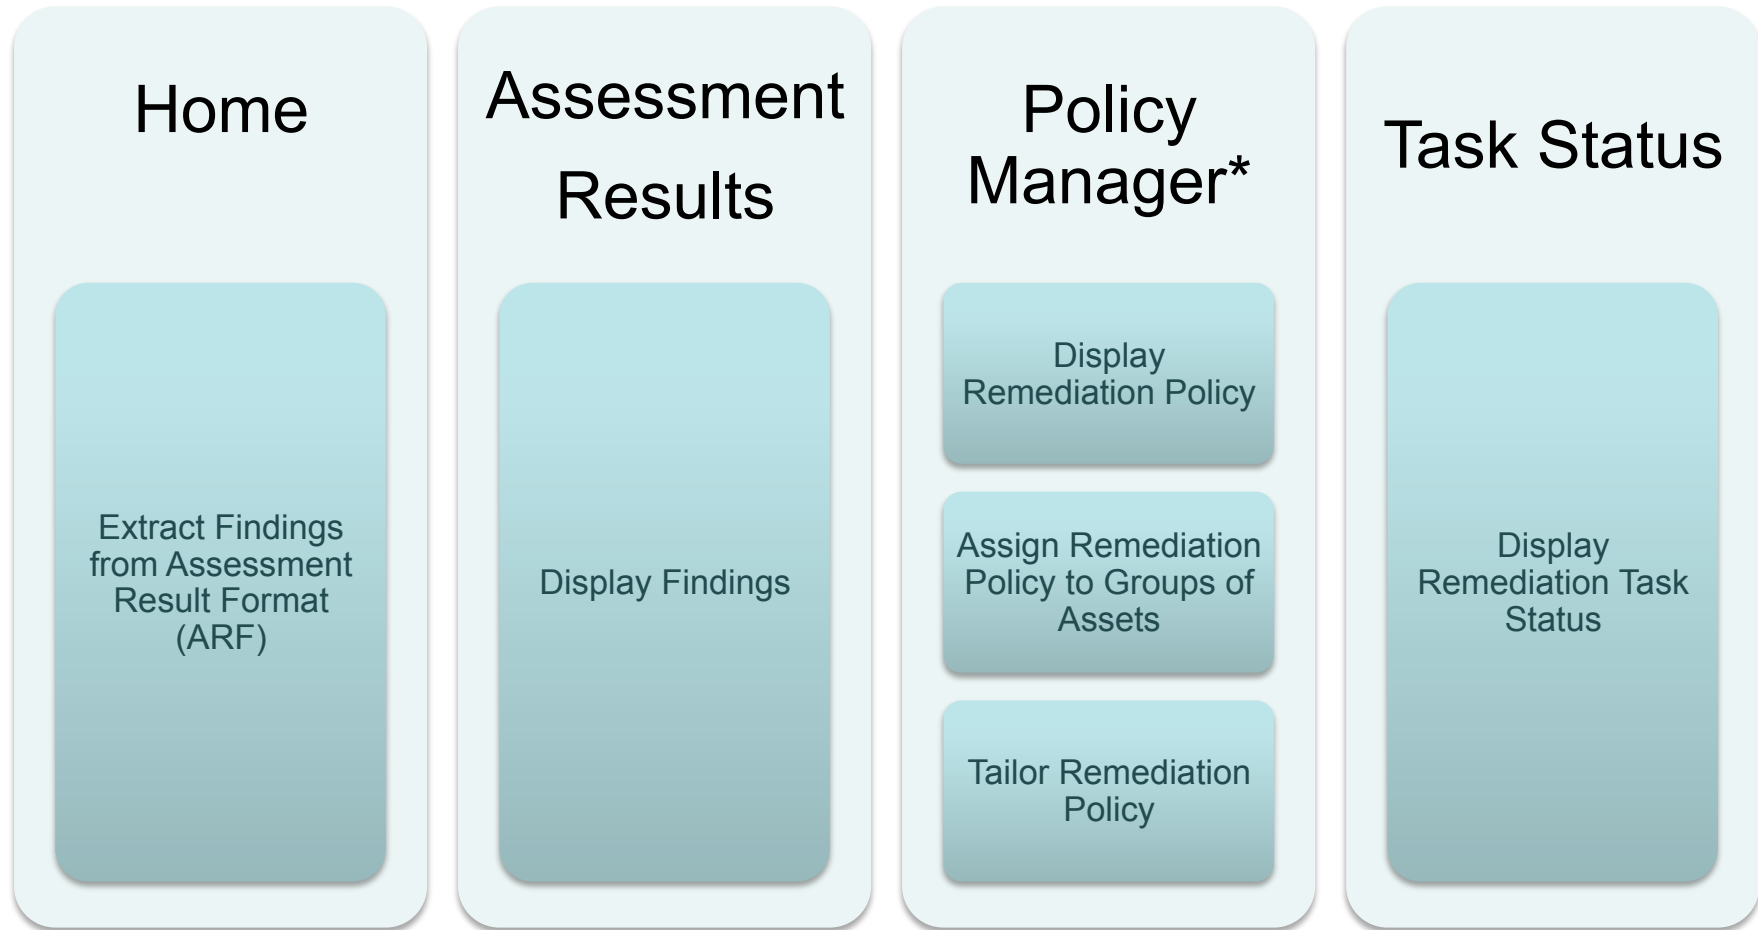 Home
Extract Findings
from Assessment
Result Format
(ARF)
Assessment
Results
Display Findings
Policy
Manager*
Display
Remediation Policy
Assign Remediation
Policy to Groups of
Assets
Tailor Remediation
Policy
Task Status
Display
Remediation Task
Status